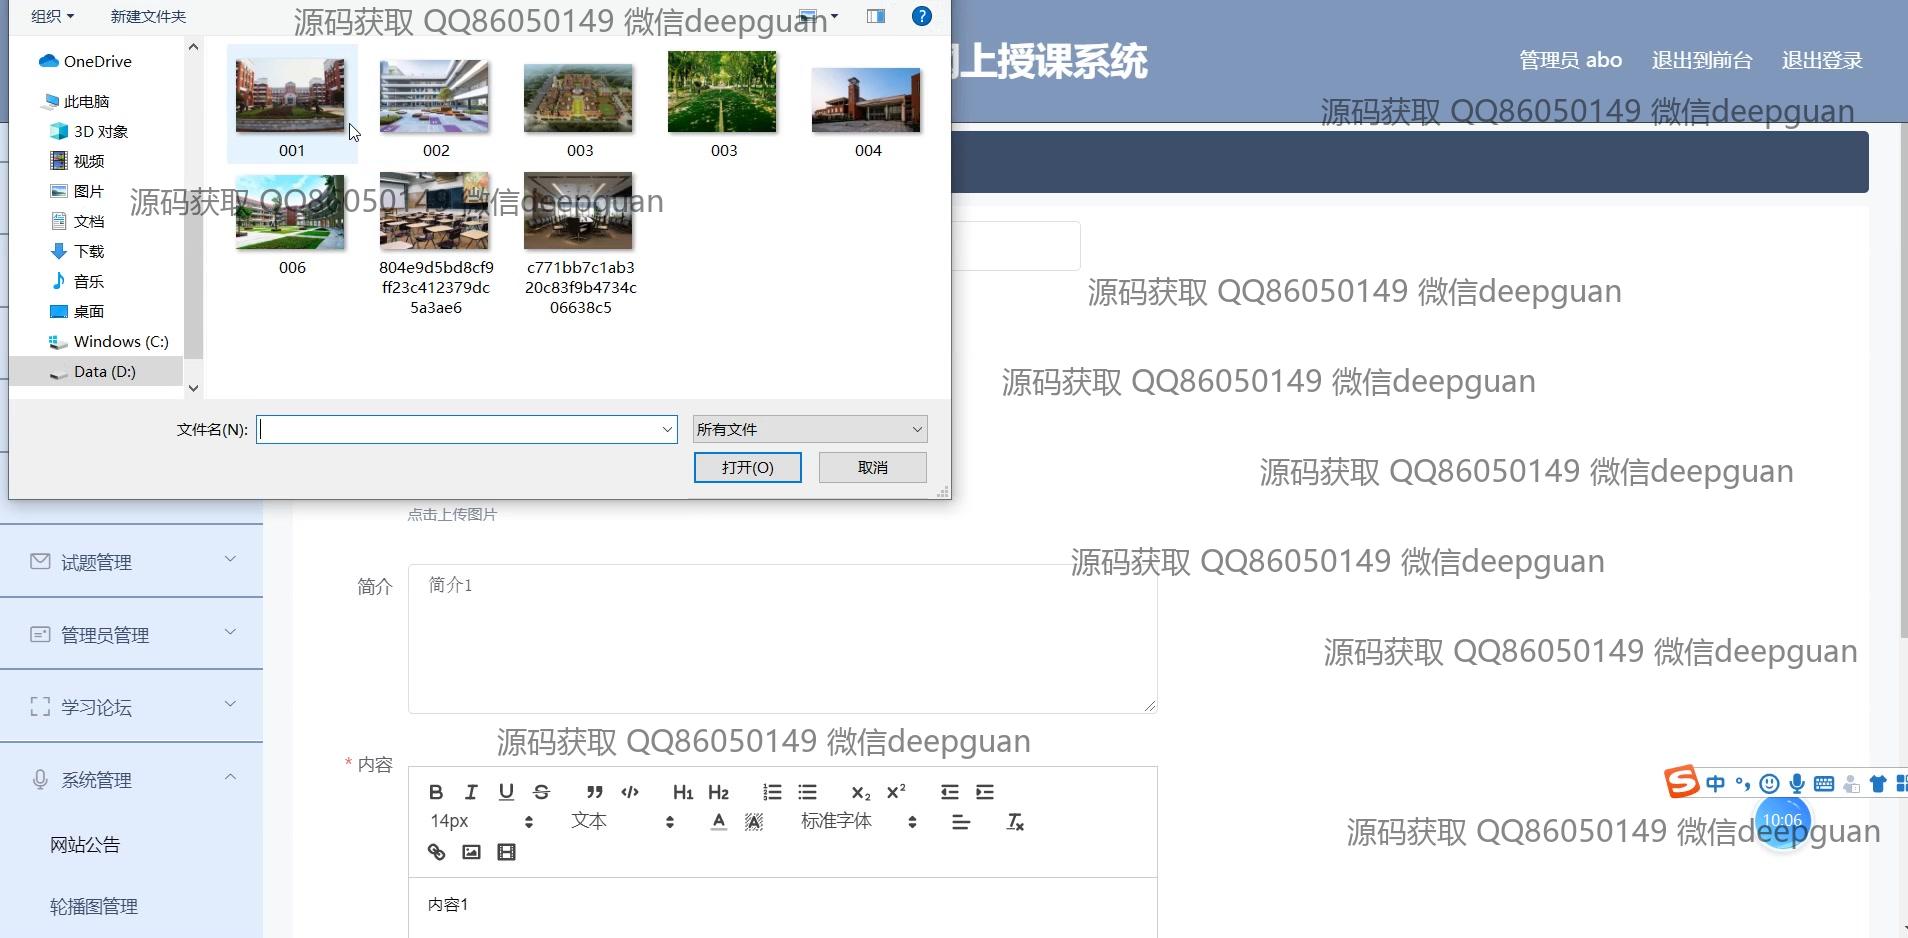 组织
新建文件夹
源码获取 QQ86050149 微信deepguan
上授课系统
管理员 abo
退出到前台
退出登录
源码获取 QQ86050149 微信deepguan
OneDrive
此电脑
3D 对象
视频
图片
文档
下载
音乐
桌面
Windows (C:)
Data (D:)
001
002
003
003
004
源码获取 QQ86050149 微信deepguan
006
804e9d5bd8cf9
ff23c412379dc
5a3ae6
c771bb7c1ab3
20c83f9b4734c
06638c5
源码获取 QQ86050149 微信deepguan
源码获取 QQ86050149 微信deepguan
文件名(N):
所有文件
打开(O)
取消
源码获取 QQ86050149 微信deepguan
点击上传图片
试题管理
简介
简介1
源码获取 QQ86050149 微信deepguan
管理员管理
源码获取 QQ86050149 微信deepguan
学习论坛
源码获取 QQ86050149 微信deepguan
* 内容
系统管理
B I U S H1 H2 X2 X2
14px
文本
A
A
标准字体
Tx
中
10:06
源码获取 QQ86050149 微信deepguan
网站公告
内容1
轮播图管理